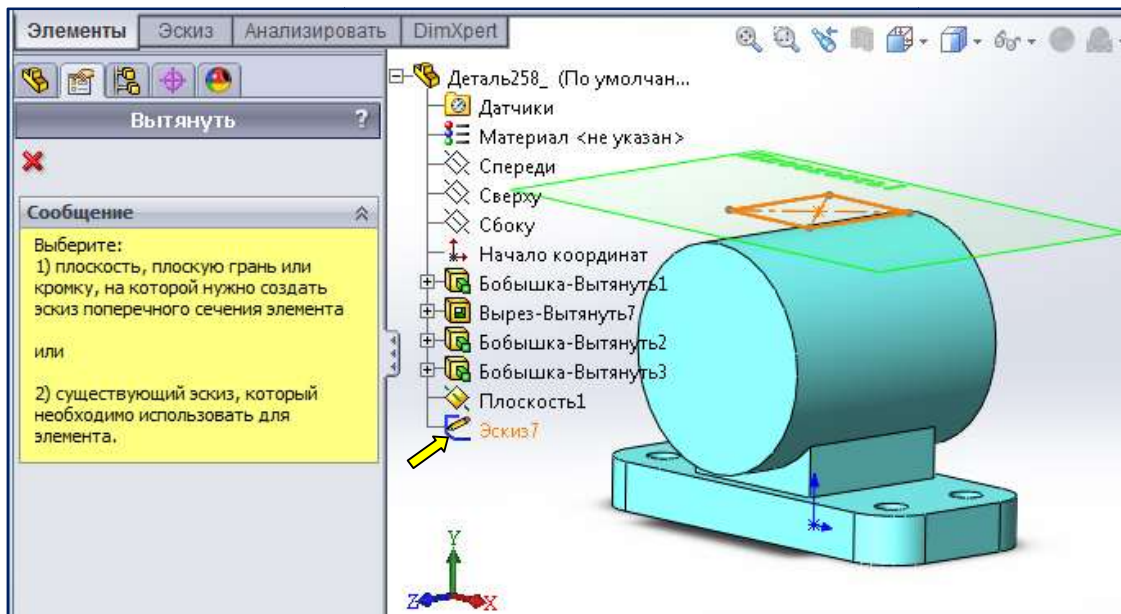 Элементы
Эскиз
Анализировать
DimXpert
Вытянуть
?
Сообщение
Выберите:
1) плоскость, плоскую грань или
кромку, на которой нужно создать
эскиз поперечного сечения элемента
или
2) существующий эскиз, который
необходимо использовать для
элемента.
Деталь258_ (По умолчан...
Датчики
Материал <не указан>
Спереди
Сверху
Сбоку
Начало координат
Бобышка-Вытянуть1
Вырез-Вытянуть7
Бобышка-Вытянуть2
Бобышка-Вытянуть3
Плоскость1
Эскиз7
Плоскость1
Y
Z
X